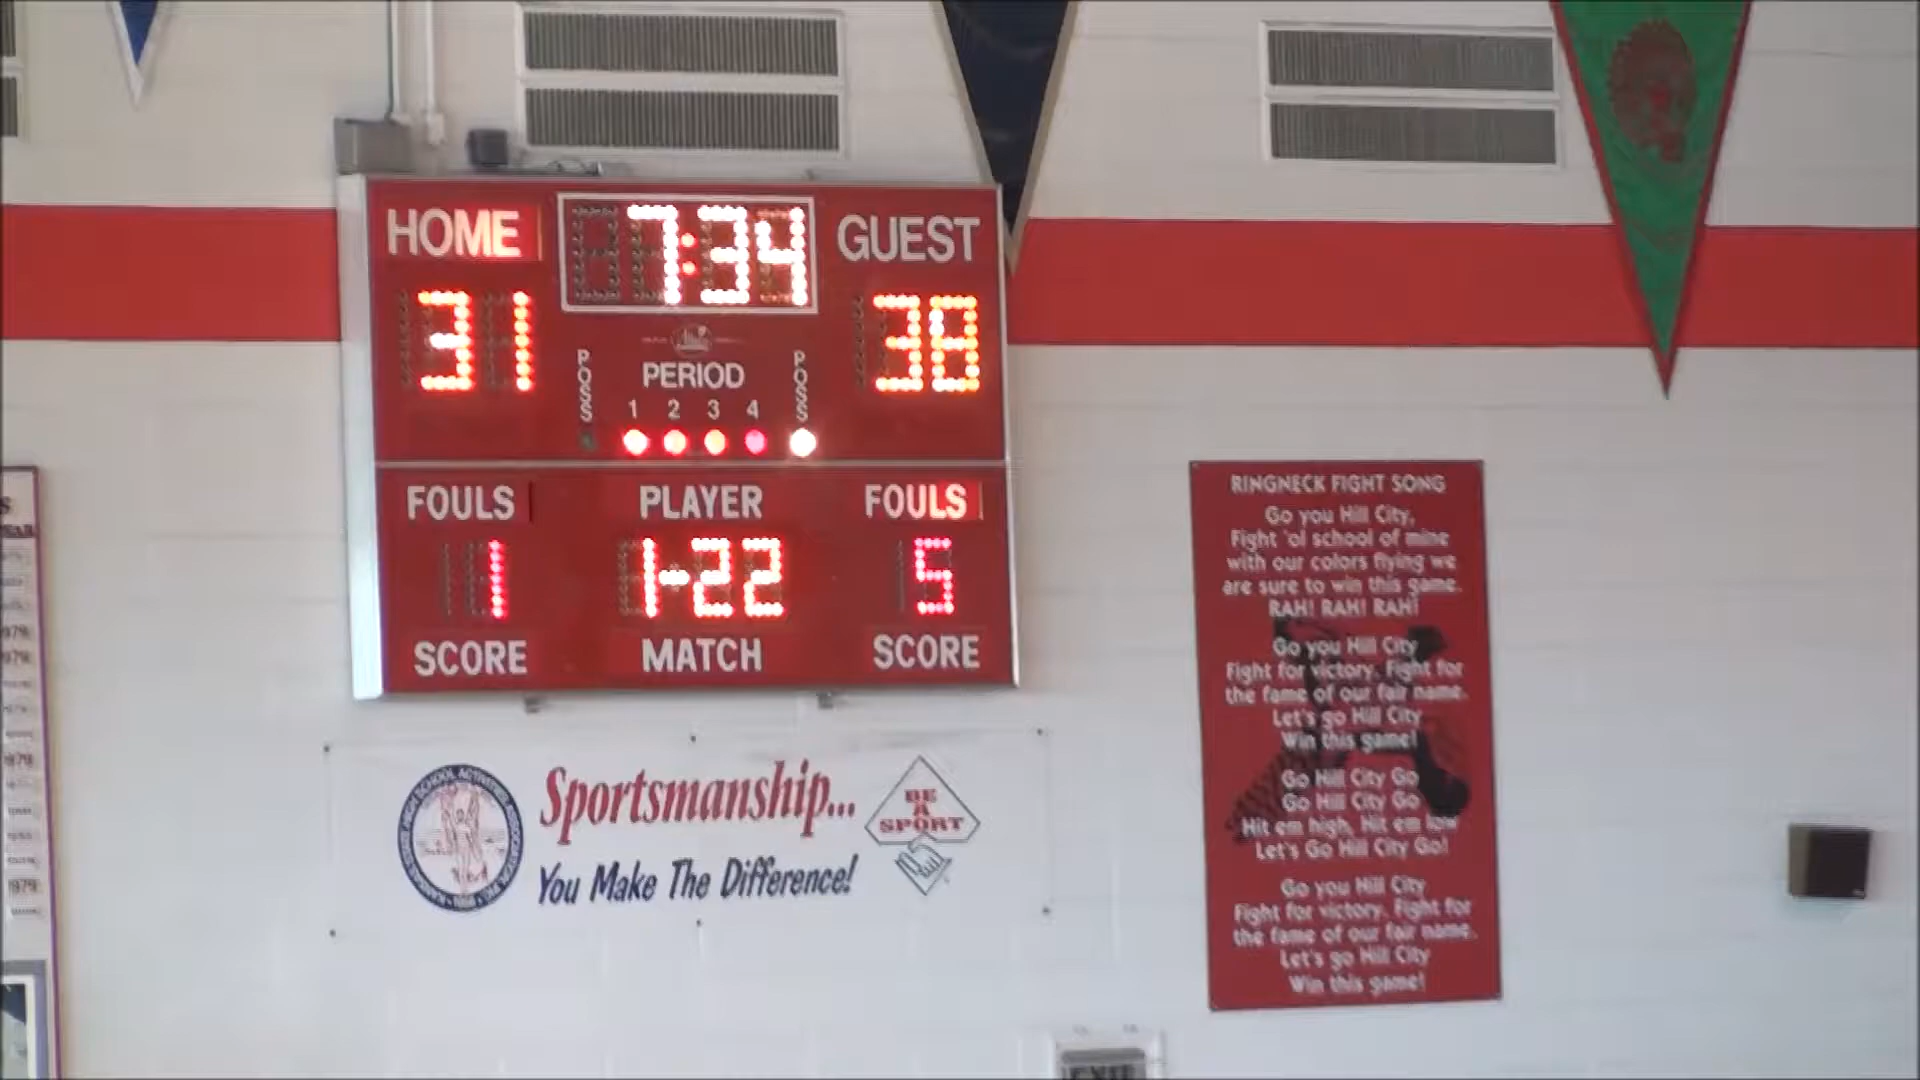 HOME 7:34 GUEST
31 38
POSS PERIOD POSS
1 2 3 4
FOULS PLAYER FOULS
1 1-22 5
SCORE MATCH SCORE
Sportsmanship...
You Make The Difference!
BE
A
SPORT
RINGNECK FIGHT SONG
Go you Hill City,
Fight 'ol school of mine
with our colors flying we
are sure to win this game.
RAH! RAH! RAH!
Go you Hill City
Fight for victory, Fight for
the fame of our fair name.
Let's go Hill City
Win this game!
Go Hill City Go
Go Hill City Go
Hit em high, Hit em low
Let's Go Hill City Go!
Go you Hill City
Fight for victory, Fight for
the fame of our fair name.
Let's go Hill City
Win this game!
1979
1979
1979
1979
EXIT